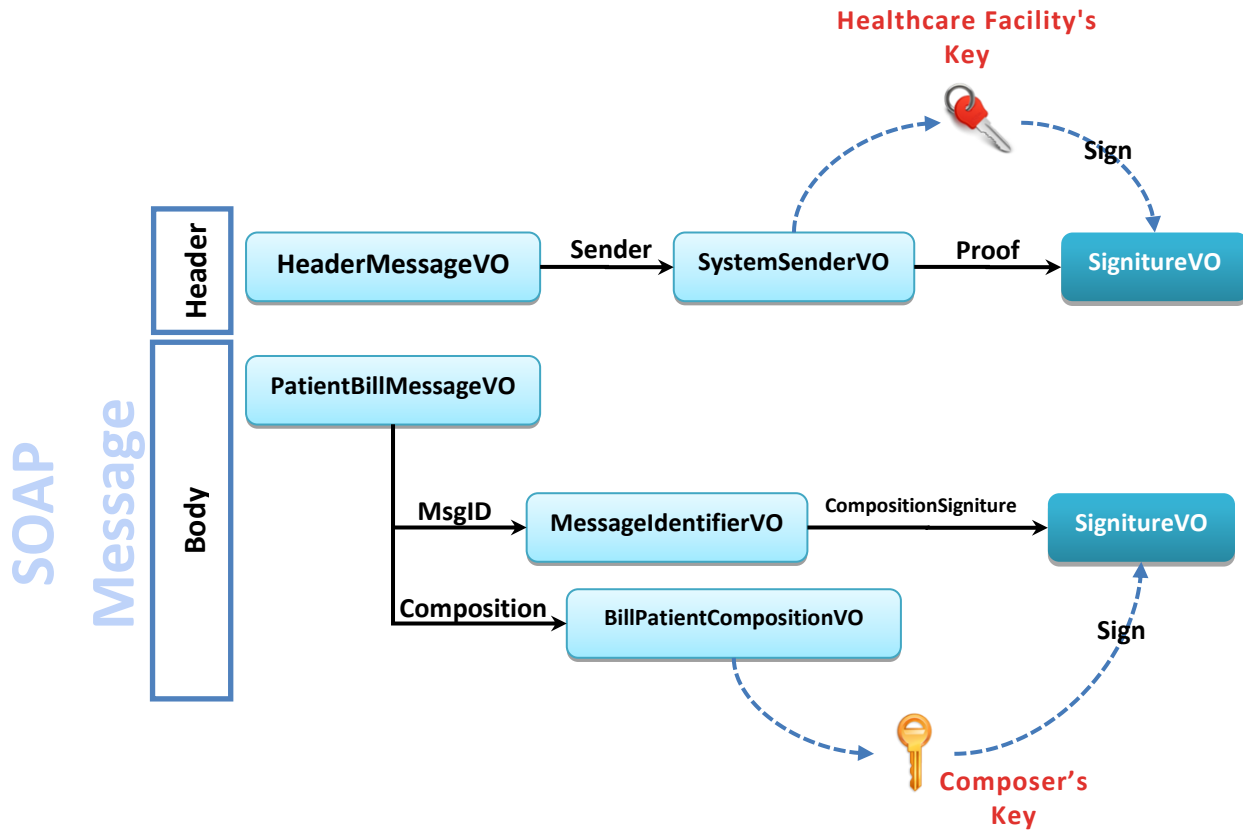 Healthcare Facility's
Key
Sign
Header
HeaderMessageVO
Sender
SystemSenderVO
Proof
SignitureVO
SOAP
Message
Body
PatientBillMessageVO
MsgID
MessageIdentifierVO
CompositionSigniture
SignitureVO
Composition
BillPatientCompositionVO
Sign
Composer’s
Key